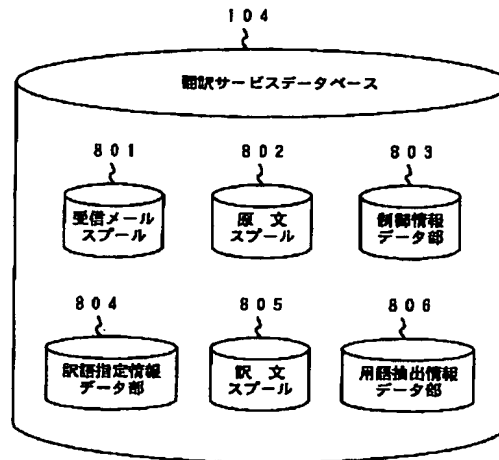 104
翻訳サービスデータベース
801
802
803
受信メール
スプール
原 文
スプール
制御情報
データ部
804
805
806
訳語指定情報
データ部
訳 文
スプール
用語抽出情報
データ部